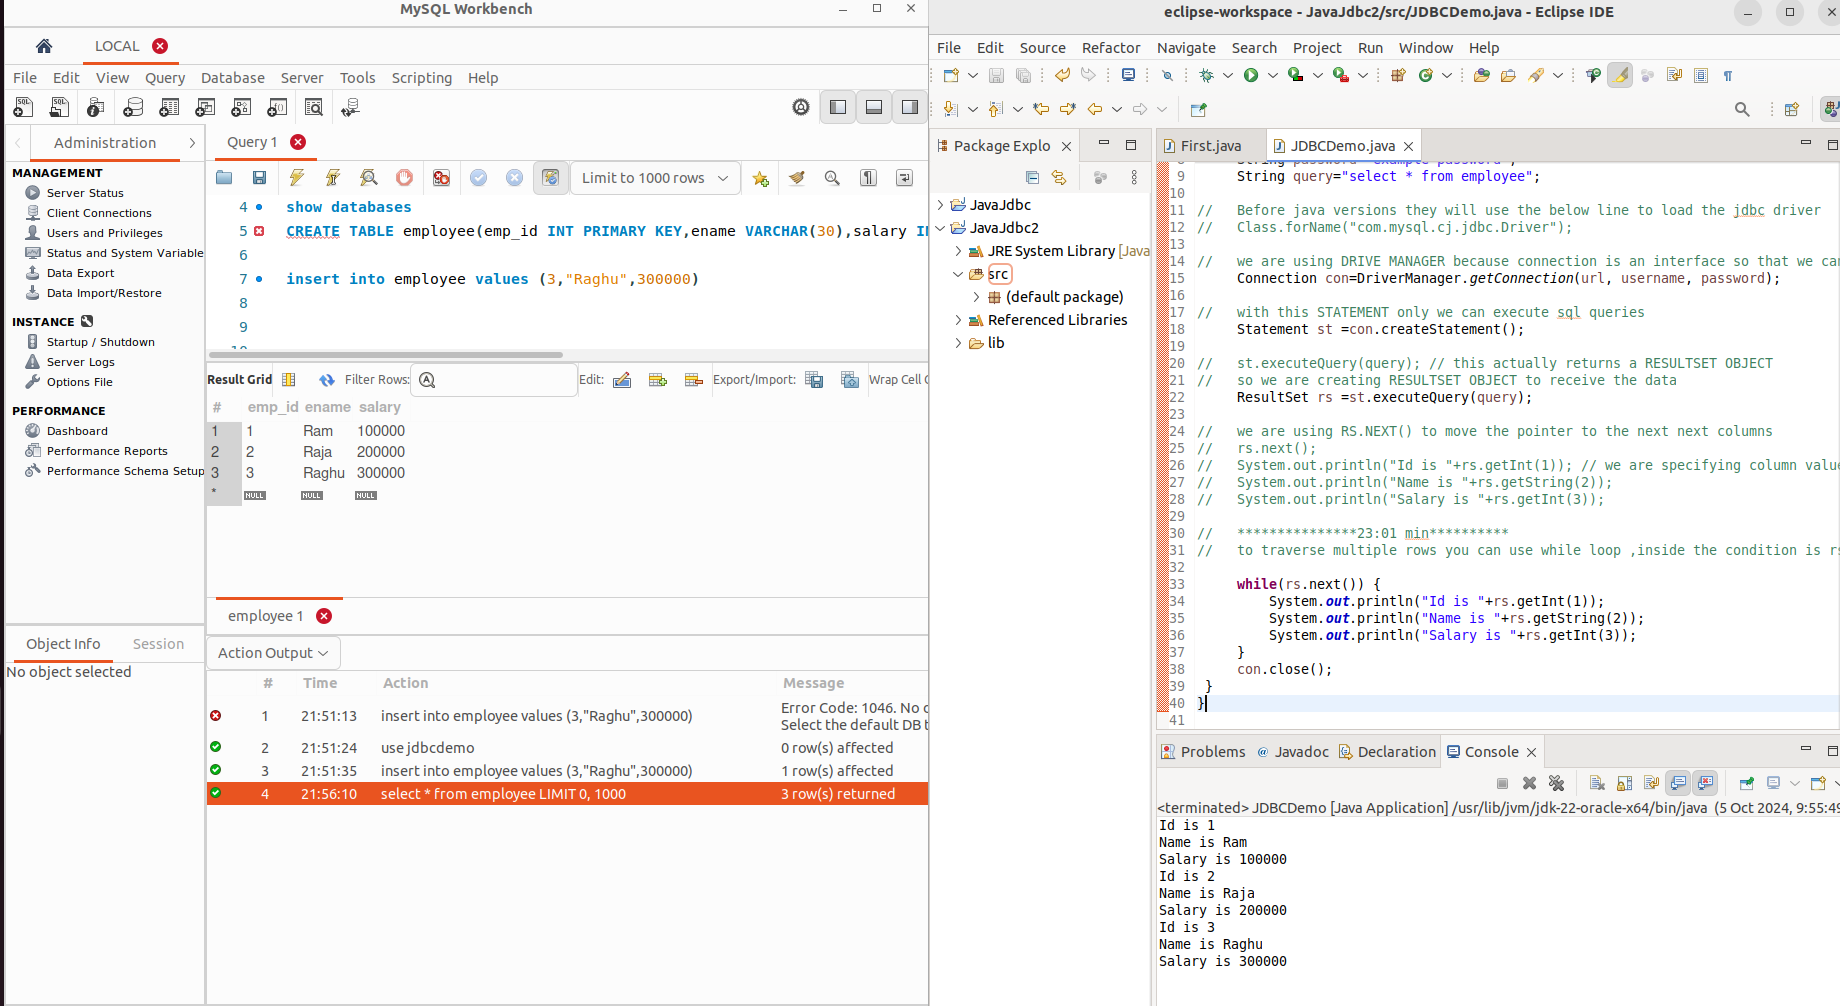 MySQL Workbench
LOCAL
File Edit View Query Database Server Tools Scripting Help
Administration
MANAGEMENT
Server Status
Client Connections
Users and Privileges
Status and System Variable
Data Export
Data Import/Restore
INSTANCE
Startup / Shutdown
Server Logs
Options File
PERFORMANCE
Dashboard
Performance Reports
Performance Schema Setup
Object Info Session
No object selected
Query 1
Limit to 1000 rows
4 show databases
5 CREATE TABLE employee(emp_id INT PRIMARY KEY,ename VARCHAR(30),salary IN
6
7 insert into employee values (3,"Raghu",300000)
8
9
10
Result Grid Filter Rows: Edit: Export/Import: Wrap Cell C
# emp_id ename salary
1 1 Ram 100000
2 2 Raja 200000
3 3 Raghu 300000
* NULL NULL NULL
employee 1
Action Output
# Time Action Message
1 21:51:13 insert into employee values (3,"Raghu",300000) Error Code: 1046. No d
Select the default DB t
2 21:51:24 use jdbcdemo 0 row(s) affected
3 21:51:35 insert into employee values (3,"Raghu",300000) 1 row(s) affected
4 21:56:10 select * from employee LIMIT 0, 1000 3 row(s) returned
eclipse-workspace - JavaJdbc2/src/JDBCDemo.java - Eclipse IDE
File Edit Source Refactor Navigate Search Project Run Window Help
Package Explo
JavaJdbc
JavaJdbc2
JRE System Library [Java
src
(default package)
Referenced Libraries
lib
First.java JDBCDemo.java
8 String password="example password";
9 String query="select * from employee";
10
11 // Before java versions they will use the below line to load the jdbc driver
12 // Class.forName("com.mysql.cj.jdbc.Driver");
13
14 // we are using DRIVE MANAGER because connection is an interface so that we can
15 Connection con=DriverManager.getConnection(url, username, password);
16
17 // with this STATEMENT only we can execute sql queries
18 Statement st =con.createStatement();
19
20 // st.executeQuery(query); // this actually returns a RESULTSET OBJECT
21 // so we are creating RESULTSET OBJECT to receive the data
22 ResultSet rs =st.executeQuery(query);
23
24 // we are using RS.NEXT() to move the pointer to the next next columns
25 // rs.next();
26 // System.out.println("Id is "+rs.getInt(1)); // we are specifying column valu
27 // System.out.println("Name is "+rs.getString(2));
28 // System.out.println("Salary is "+rs.getInt(3));
29
30 // ***************23:01 min**********
31 // to traverse multiple rows you can use while loop ,inside the condition is rs
32
33 while(rs.next()) {
34 System.out.println("Id is "+rs.getInt(1));
35 System.out.println("Name is "+rs.getString(2));
36 System.out.println("Salary is "+rs.getInt(3));
37 }
38 con.close();
39 }
40 }
41
Problems Javadoc Declaration Console
<terminated> JDBCDemo [Java Application] /usr/lib/jvm/jdk-22-oracle-x64/bin/java (5 Oct 2024, 9:55:49
Id is 1
Name is Ram
Salary is 100000
Id is 2
Name is Raja
Salary is 200000
Id is 3
Name is Raghu
Salary is 300000